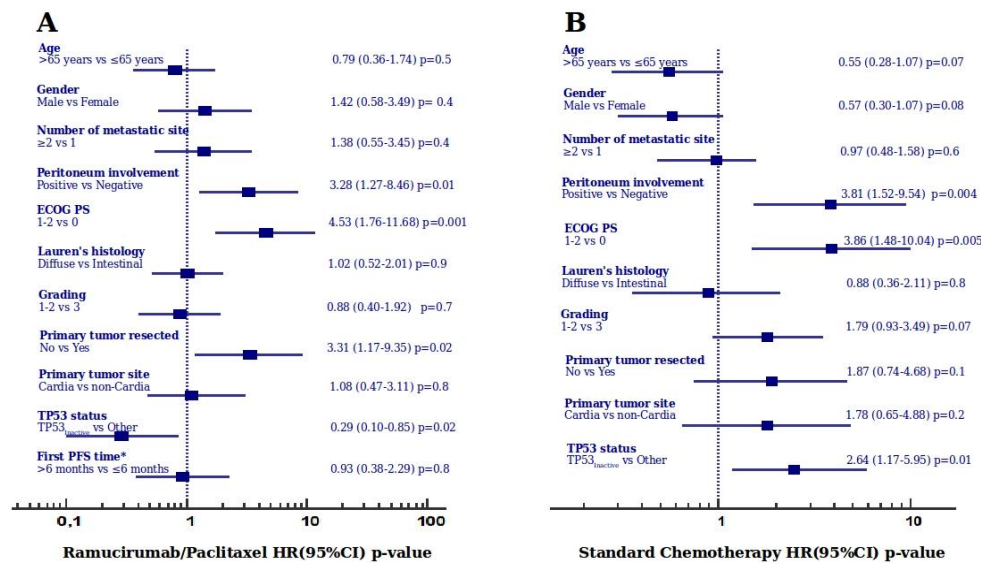 A
Age
>65 years vs ≤65 years 0.79 (0.36-1.74) p=0.5
Gender
Male vs Female 1.42 (0.58-3.49) p= 0.4
Number of metastatic site
≥2 vs 1 1.38 (0.55-3.45) p=0.4
Peritoneum involvement
Positive vs Negative 3.28 (1.27-8.46) p=0.01
ECOG PS
1-2 vs 0 4.53 (1.76-11.68) p=0.001
Lauren's histology
Diffuse vs Intestinal 1.02 (0.52-2.01) p=0.9
Grading
1-2 vs 3 0.88 (0.40-1.92) p=0.7
Primary tumor resected
No vs Yes 3.31 (1.17-9.35) p=0.02
Primary tumor site
Cardia vs non-Cardia 1.08 (0.47-3.11) p=0.8
TP53 status
TP53Inactive vs Other 0.29 (0.10-0.85) p=0.02
First PFS time*
>6 months vs ≤6 months 0.93 (0.38-2.29) p=0.8
0,1 1 10 100
Ramucirumab/Paclitaxel HR(95%CI) p-value
B
Age
>65 years vs ≤65 years 0.55 (0.28-1.07) p=0.07
Gender
Male vs Female 0.57 (0.30-1.07) p=0.08
Number of metastatic site
≥2 vs 1 0.97 (0.48-1.58) p=0.6
Peritoneum involvement
Positive vs Negative 3.81 (1.52-9.54) p=0.004
ECOG PS
1-2 vs 0 3.86 (1.48-10.04) p=0.005
Lauren's histology
Diffuse vs Intestinal 0.88 (0.36-2.11) p=0.8
Grading
1-2 vs 3 1.79 (0.93-3.49) p=0.07
Primary tumor resected
No vs Yes 1.87 (0.74-4.68) p=0.1
Primary tumor site
Cardia vs non-Cardia 1.78 (0.65-4.88) p=0.2
TP53 status
TP53Inactive vs Other 2.64 (1.17-5.95) p=0.01
1 10
Standard Chemotherapy HR(95%CI) p-value